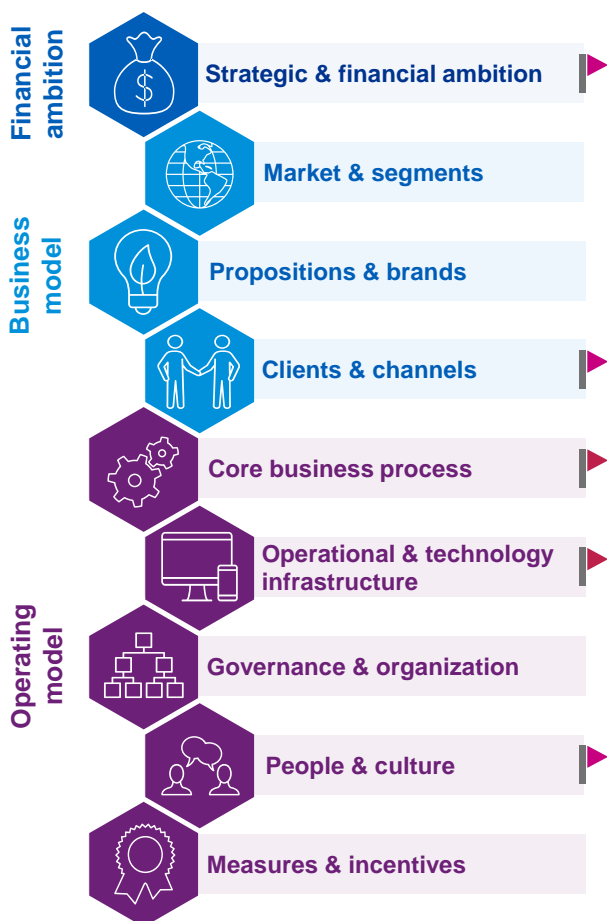 Financial
ambition
$
Strategic & financial ambition
Business
model
Market & segments
Propositions & brands
Clients & channels
Operating
model
Core business process
Operational & technology
infrastructure
Governance & organization
People & culture
Measures & incentives